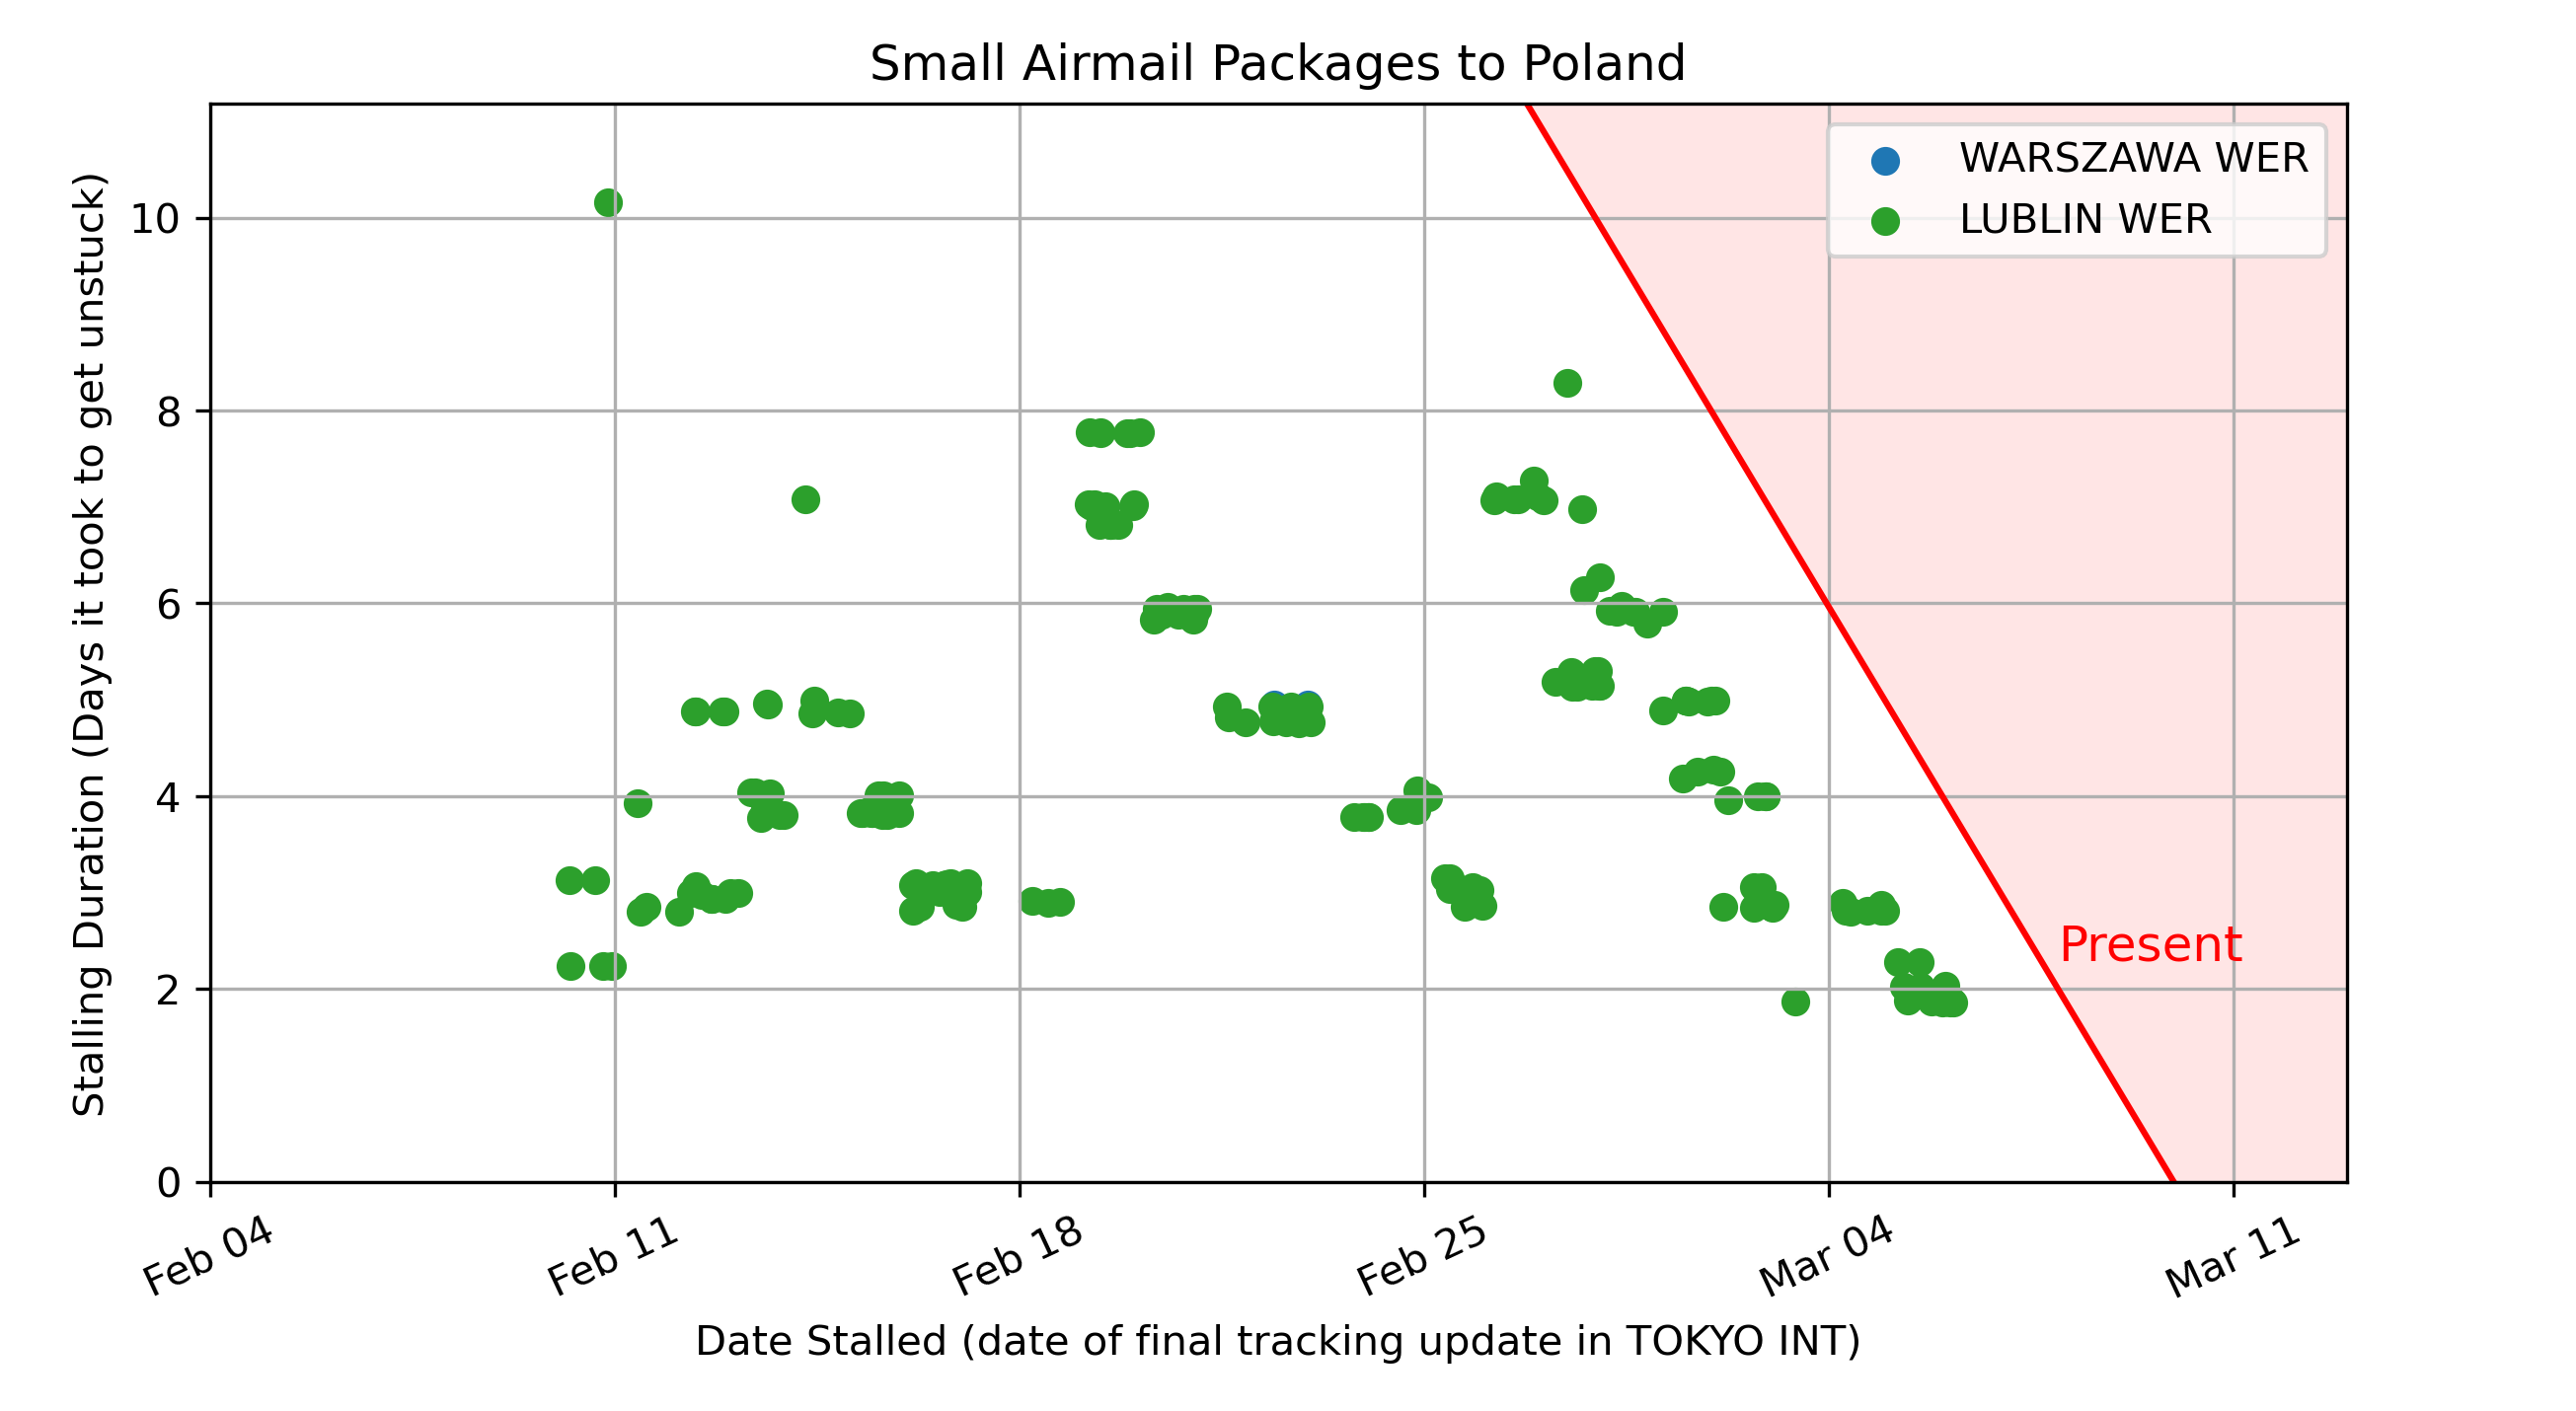 Small Airmail Packages to Poland
Stalling Duration (Days it took to get unstuck)
10
8
6
4
2
0
WARSZAWA WER
LUBLIN WER
Present
Feb 04
Feb 11
Feb 18
Feb 25
Mar 04
Mar 11
Date Stalled (date of final tracking update in TOKYO INT)